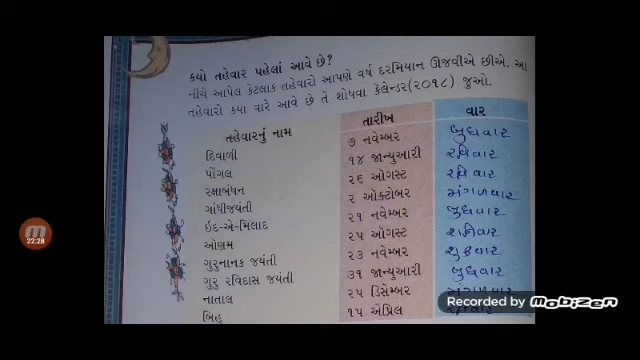 કયો તહેવાર પહેલાં આવે છે?
નીચે આપેલ કેટલાક તહેવારો આપણે વર્ષ દરમિયાન ઊજવીએ છીએ. આ
તહેવારો કયા વારે આવે છે તે શોધવા કેલેન્ડર(૨૦૧૮) જુઓ.
તહેવારનું નામ તારીખ વાર
દિવાળી ૭ નવેમ્બર બુધવાર
પોંગલ ૧૪ જાન્યુઆરી રવિવાર
રક્ષાબંધન ૨૬ ઑગસ્ટ રવિવાર
ગાંધીજયંતી ૨ ઑક્ટોબર મંગળવાર
ઇદ-એ-મિલાદ ૨૧ નવેમ્બર બુધવાર
ઓણમ ૨૫ ઑગસ્ટ શનિવાર
ગુરુનાનક જયંતી ૨૩ નવેમ્બર શુક્રવાર
ગુરુ રવિદાસ જયંતી ૩૧ જાન્યુઆરી બુધવાર
નાતાલ ૨૫ ડિસેમ્બર
બિહુ ૧૫ એપ્રિલ
22:28
Recorded by mobizen